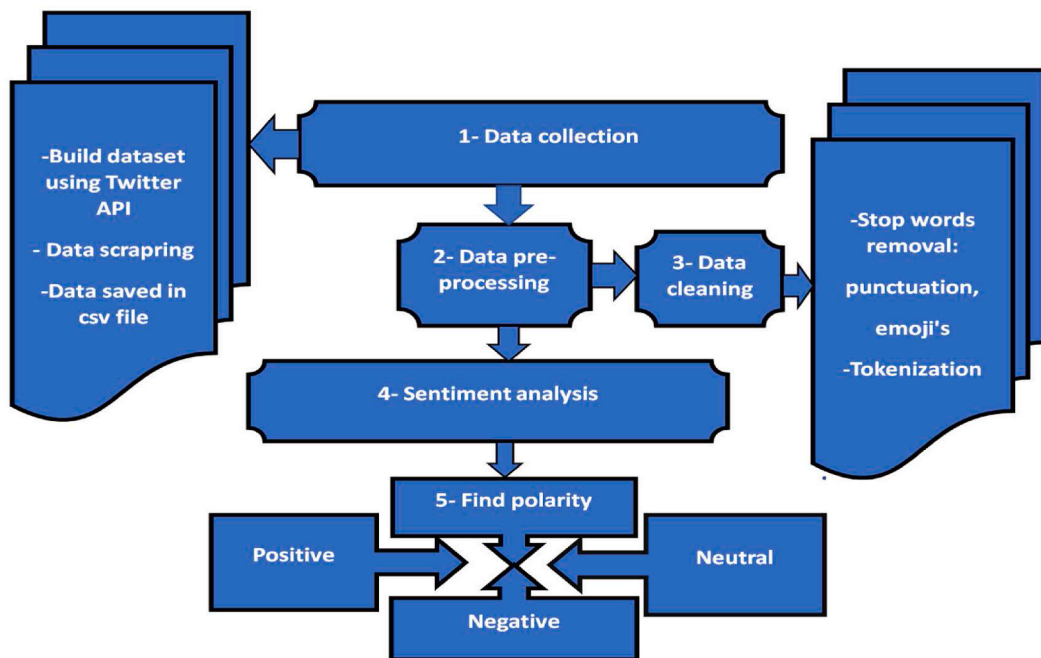 1- Data collection
-Build dataset
using Twitter
API
- Data scrapring
-Data saved in
csv file
2- Data pre-
processing
3- Data
cleaning
-Stop words
removal:
punctuation,
emoji's
-Tokenization
4- Sentiment analysis
5- Find polarity
Positive
Neutral
Negative